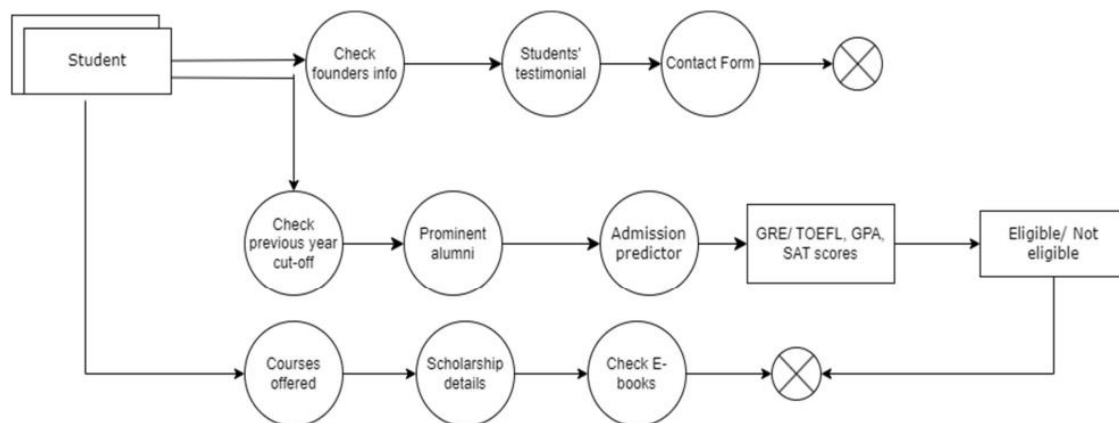 Student
Check
founders info
Students'
testimonial
Contact Form
Check
previous year
cut-off
Prominent
alumni
Admission
predictor
GRE/ TOEFL, GPA,
SAT scores
Eligible/ Not
eligible
Courses
offered
Scholarship
details
Check E-
books